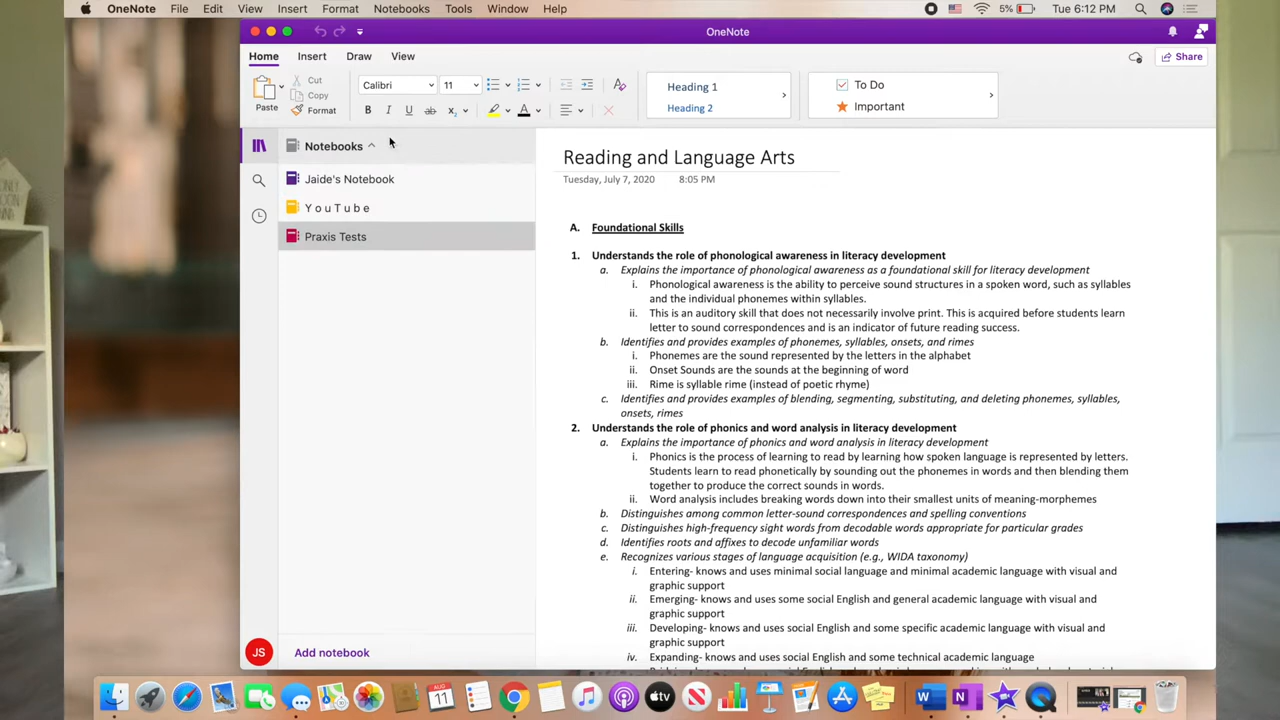 OneNote File Edit View Insert Format Notebooks Tools Window Help 5% Tue 6:12 PM
OneNote
Home Insert Draw View Share
Paste Cut Copy Format
Calibri 11
B I U ab x₂ A
Heading 1
Heading 2
To Do
Important
Notebooks
Jaide's Notebook
Y o u T u b e
Praxis Tests
JS Add notebook
Reading and Language Arts
Tuesday, July 7, 2020 8:05 PM
A. Foundational Skills
1. Understands the role of phonological awareness in literacy development
a. Explains the importance of phonological awareness as a foundational skill for literacy development
i. Phonological awareness is the ability to perceive sound structures in a spoken word, such as syllables
and the individual phonemes within syllables.
ii. This is an auditory skill that does not necessarily involve print. This is acquired before students learn
letter to sound correspondences and is an indicator of future reading success.
b. Identifies and provides examples of phonemes, syllables, onsets, and rimes
i. Phonemes are the sound represented by the letters in the alphabet
ii. Onset Sounds are the sounds at the beginning of word
iii. Rime is syllable rime (instead of poetic rhyme)
c. Identifies and provides examples of blending, segmenting, substituting, and deleting phonemes, syllables,
onsets, rimes
2. Understands the role of phonics and word analysis in literacy development
a. Explains the importance of phonics and word analysis in literacy development
i. Phonics is the process of learning to read by learning how spoken language is represented by letters.
Students learn to read phonetically by sounding out the phonemes in words and then blending them
together to produce the correct sounds in words.
ii. Word analysis includes breaking words down into their smallest units of meaning-morphemes
b. Distinguishes among common letter-sound correspondences and spelling conventions
c. Distinguishes high-frequency sight words from decodable words appropriate for particular grades
d. Identifies roots and affixes to decode unfamiliar words
e. Recognizes various stages of language acquisition (e.g., WIDA taxonomy)
i. Entering- knows and uses minimal social language and minimal academic language with visual and
graphic support
ii. Emerging- knows and uses some social English and general academic language with visual and
graphic support
iii. Developing- knows and uses social English and some specific academic language with visual and
graphic support
iv. Expanding- knows and uses social English and some technical academic language
AUG
11
tv
W
N